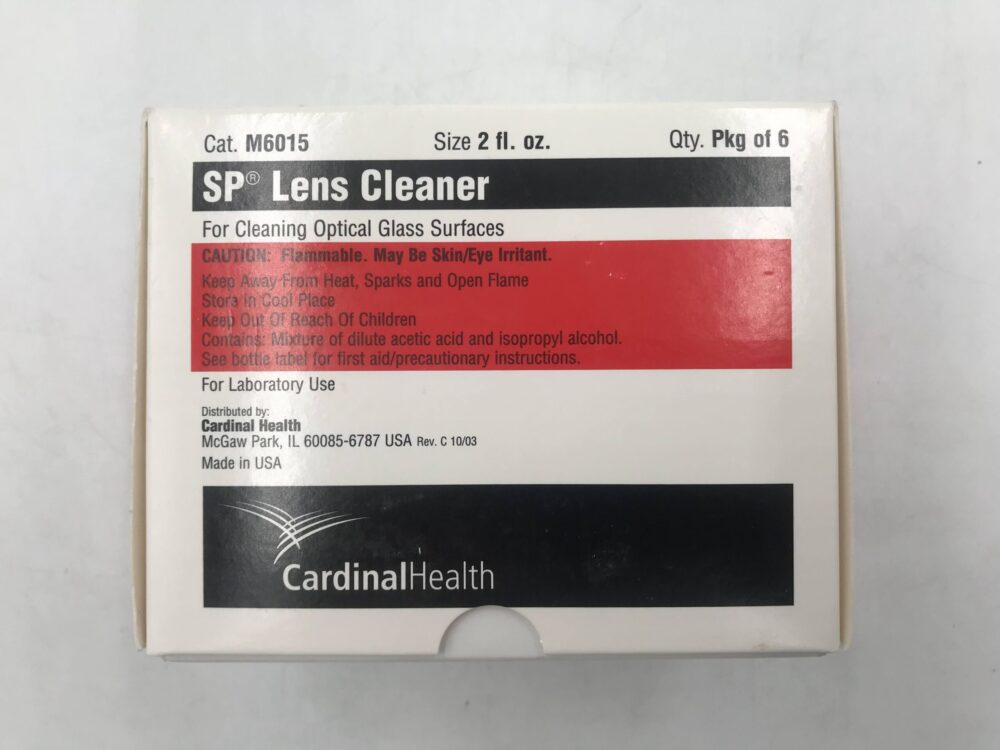 Cat. M6015 Size 2 fl. oz. Qty. Pkg of 6
SP® Lens Cleaner
For Cleaning Optical Glass Surfaces
CAUTION: Flammable. May Be Skin/Eye Irritant.
Keep Away From Heat, Sparks and Open Flame
Store in Cool Place
Keep Out Of Reach Of Children
Contains: Mixture of dilute acetic acid and isopropyl alcohol.
See bottle label for first aid/precautionary instructions.
For Laboratory Use
Distributed by:
Cardinal Health
McGaw Park, IL 60085-6787 USA Rev. C 10/03
Made in USA
CardinalHealth